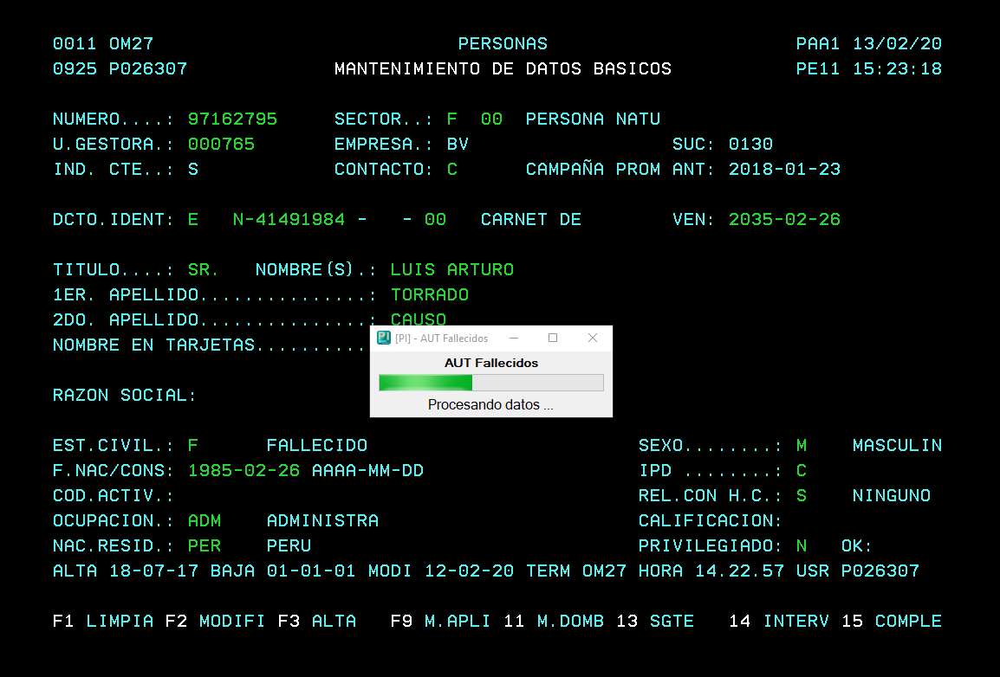 0011 OM27 PERSONAS PAA1 13/02/20
0925 P026307 MANTENIMIENTO DE DATOS BASICOS PE11 15:23:18
NUMERO....: 97162795 SECTOR..: F 00 PERSONA NATU
U.GESTORA.: 000765 EMPRESA.: BV SUC: 0130
IND. CTE..: S CONTACTO: C CAMPAÑA PROM ANT: 2018-01-23
DCTO.IDENT: E N-41491984 - - 00 CARNET DE VEN: 2035-02-26
TITULO....: SR. NOMBRE(S).: LUIS ARTURO
1ER. APELLIDO...............: TORRADO
2DO. APELLIDO...............: CAUSO
NOMBRE EN TARJETAS..........
[PI] - AUT Fallecidos
AUT Fallecidos
Procesando datos ...
RAZON SOCIAL:
EST.CIVIL.: F FALLECIDO SEXO........: M MASCULIN
F.NAC/CONS: 1985-02-26 AAAA-MM-DD IPD ........: C
COD.ACTIV.: REL.CON H.C.: S NINGUNO
OCUPACION.: ADM ADMINISTRA CALIFICACION:
NAC.RESID.: PER PERU PRIVILEGIADO: N OK:
ALTA 18-07-17 BAJA 01-01-01 MODI 12-02-20 TERM OM27 HORA 14.22.57 USR P026307
F1 LIMPIA F2 MODIFI F3 ALTA F9 M.APLI 11 M.DOMB 13 SGTE 14 INTERV 15 COMPLE